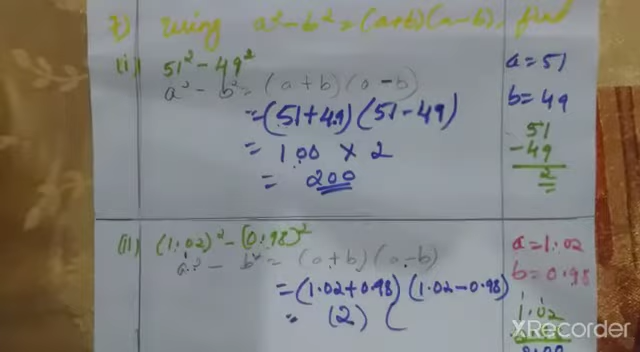 7) Using a² - b² = (a+b)(a-b), find
(i) 51² - 49²
a² - b² = (a+b)(a-b)
= (51+49)(51-49)
= 100 × 2
= 200
a = 51
b = 49
51
-49
2
(ii) (1.02)² - (0.98)²
a² - b² = (a+b)(a-b)
= (1.02+0.98)(1.02-0.98)
= (2) (
a = 1.02
b = 0.98
1.02
XRecorder